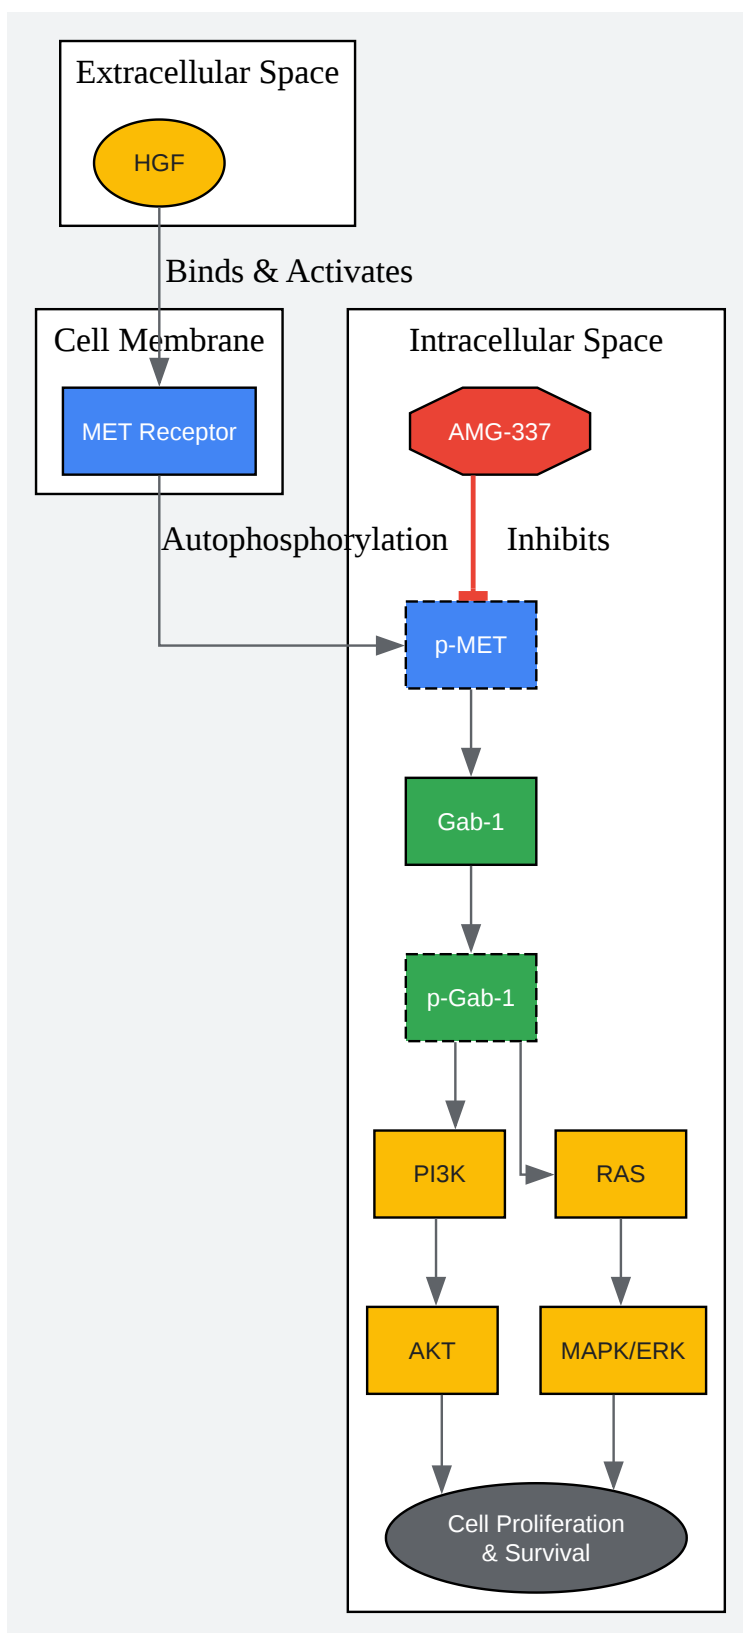 Extracellular Space
HGF
Binds & Activates
Cell Membrane
Intracellular Space
MET Receptor
AMG-337
Autophosphorylation
Inhibits
p-MET
Gab-1
p-Gab-1
PI3K
RAS
AKT
MAPK/ERK
Cell Proliferation
& Survival